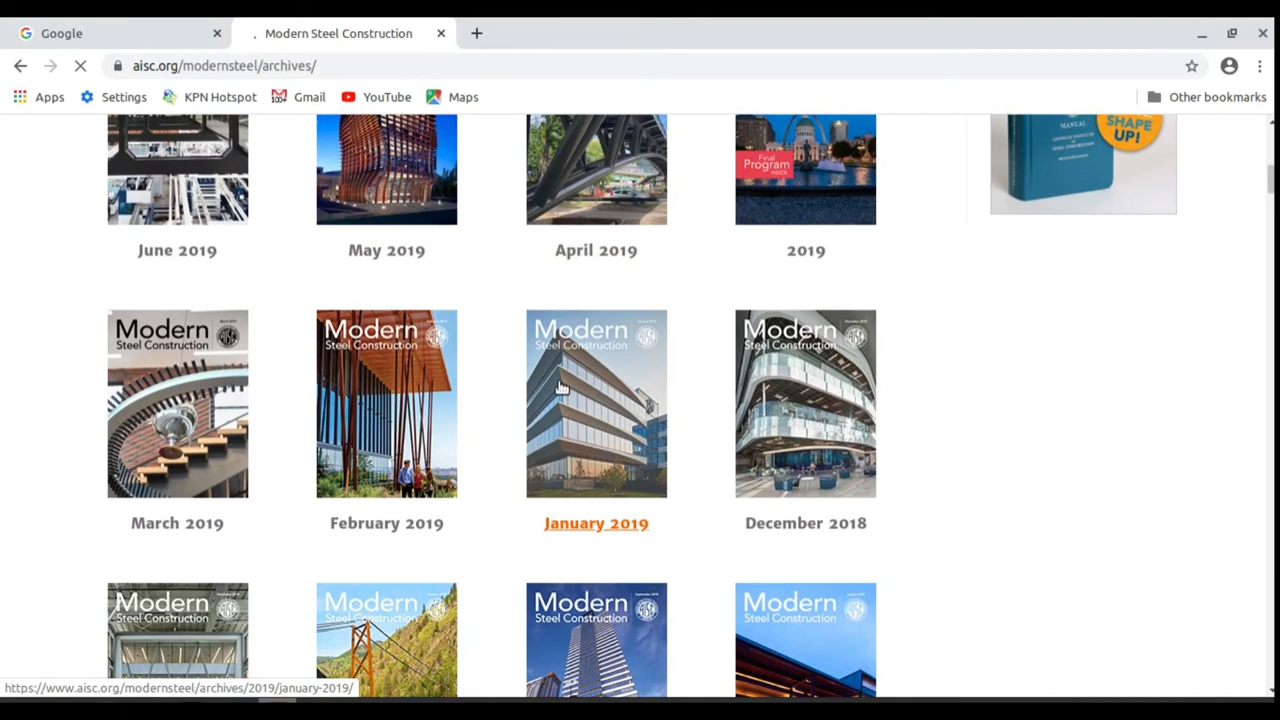 Google
Modern Steel Construction
aisc.org/modernsteel/archives/
Apps
Settings
KPN Hotspot
100+
Gmail
YouTube
Maps
Other bookmarks
Final
Program
INSIDE
MANUAL
SHAPE
UP!
June 2019
May 2019
April 2019
2019
Modern
Steel Construction
Modern
Steel Construction
Modern
Steel Construction
Modern
Steel Construction
March 2019
February 2019
January 2019
December 2018
Modern
Steel Construction
Modern
Steel Construction
Modern
Steel Construction
Modern
Steel Construction
https://www.aisc.org/modernsteel/archives/2019/january-2019/